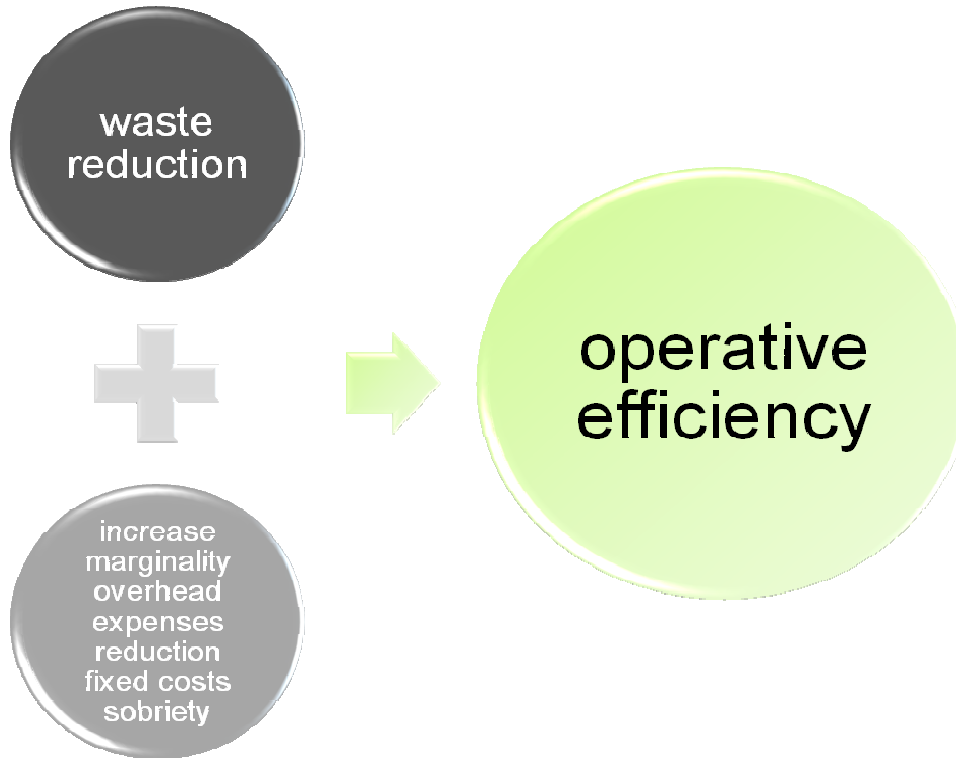 waste
reduction
increase
marginality
overhead
expenses
reduction
fixed costs
sobriety
operative
efficiency